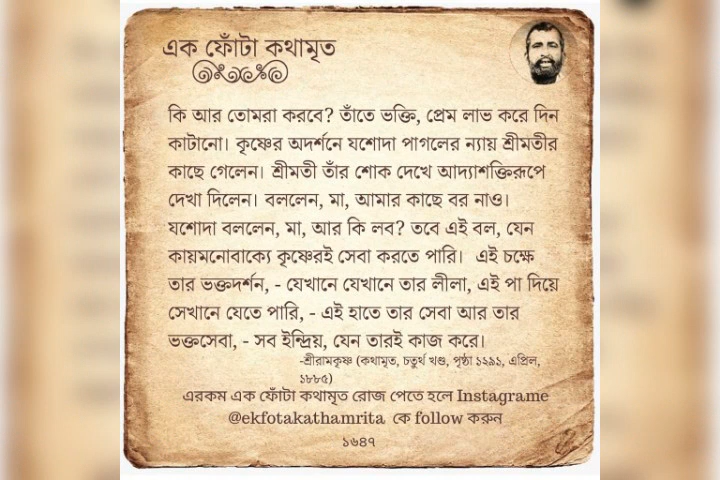 এক ফোঁটা কথামৃত
কি আর তোমরা করবে? তাঁতে ভক্তি, প্রেম লাভ করে দিন
কাটানো। কৃষ্ণের অদর্শনে যশোদা পাগলের ন্যায় শ্রীমতীর
কাছে গেলেন। শ্রীমতী তাঁর শোক দেখে আদ্যাশক্তিরূপে
দেখা দিলেন। বললেন, মা, আমার কাছে বর নাও।
যশোদা বললেন, মা, আর কি লব? তবে এই বল, যেন
কায়মনোবাক্যে কৃষ্ণেরই সেবা করতে পারি। এই চক্ষে
তার ভক্তদর্শন, - যেখানে যেখানে তার লীলা, এই পা দিয়ে
সেখানে যেতে পারি, - এই হাতে তার সেবা আর তার
ভক্তসেবা, - সব ইন্দ্রিয়, যেন তারই কাজ করে।
-শ্রীরামকৃষ্ণ (কথামৃত, চতুর্থ খণ্ড, পৃষ্ঠা ১২৯১, এপ্রিল,
১৮৮৫)
এরকম এক ফোঁটা কথামৃত রোজ পেতে হলে Instagrame
@ekfotakathamrita কে follow করুন
১৬৪৭